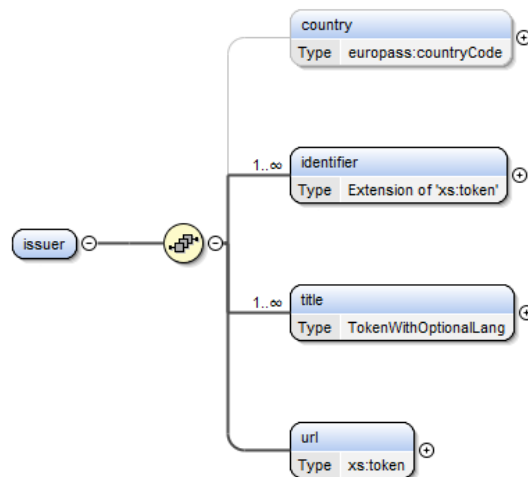 country
Type europass:countryCode
1..∞
identifier
Type Extension of 'xs:token'
issuer
1..∞
title
Type TokenWithOptionalLang
url
Type xs:token